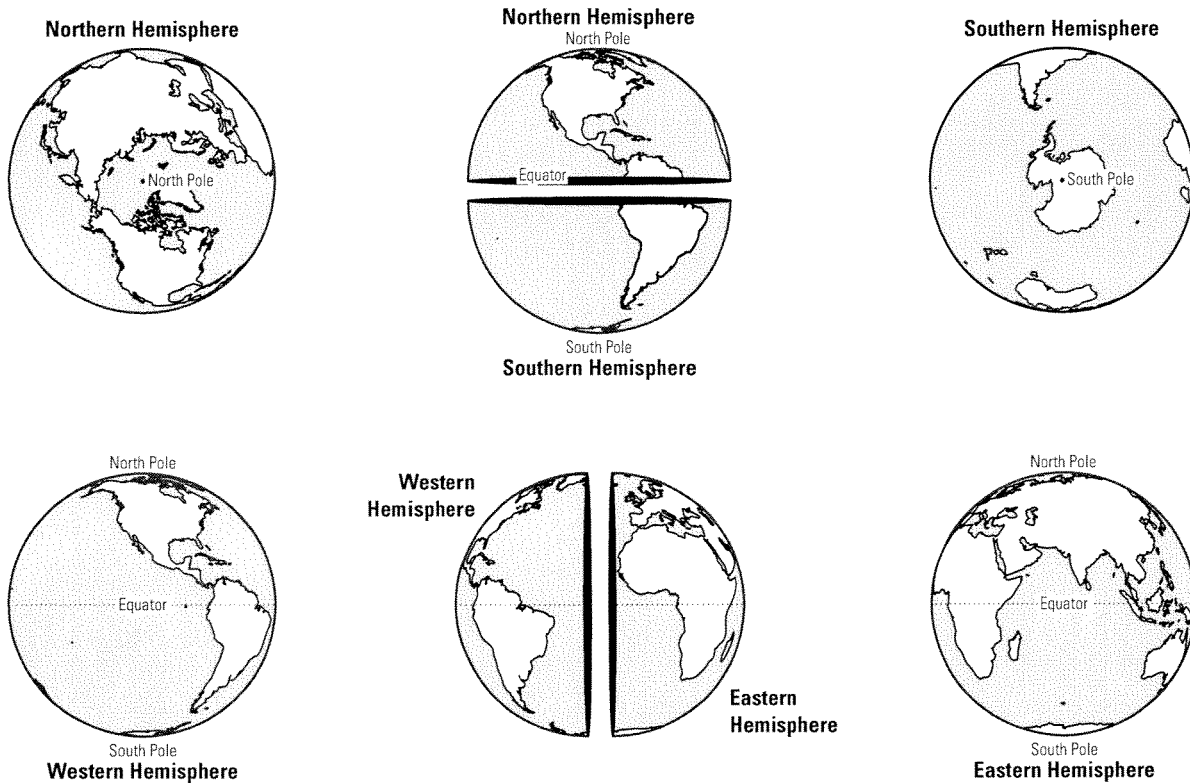 Northern Hemisphere
North Pole
Northern Hemisphere
North Pole
Equator
South Pole
Southern Hemisphere
Southern Hemisphere
South Pole
North Pole
Equator
South Pole
Western Hemisphere
Western
Hemisphere
Eastern
Hemisphere
North Pole
Equator
South Pole
Eastern Hemisphere